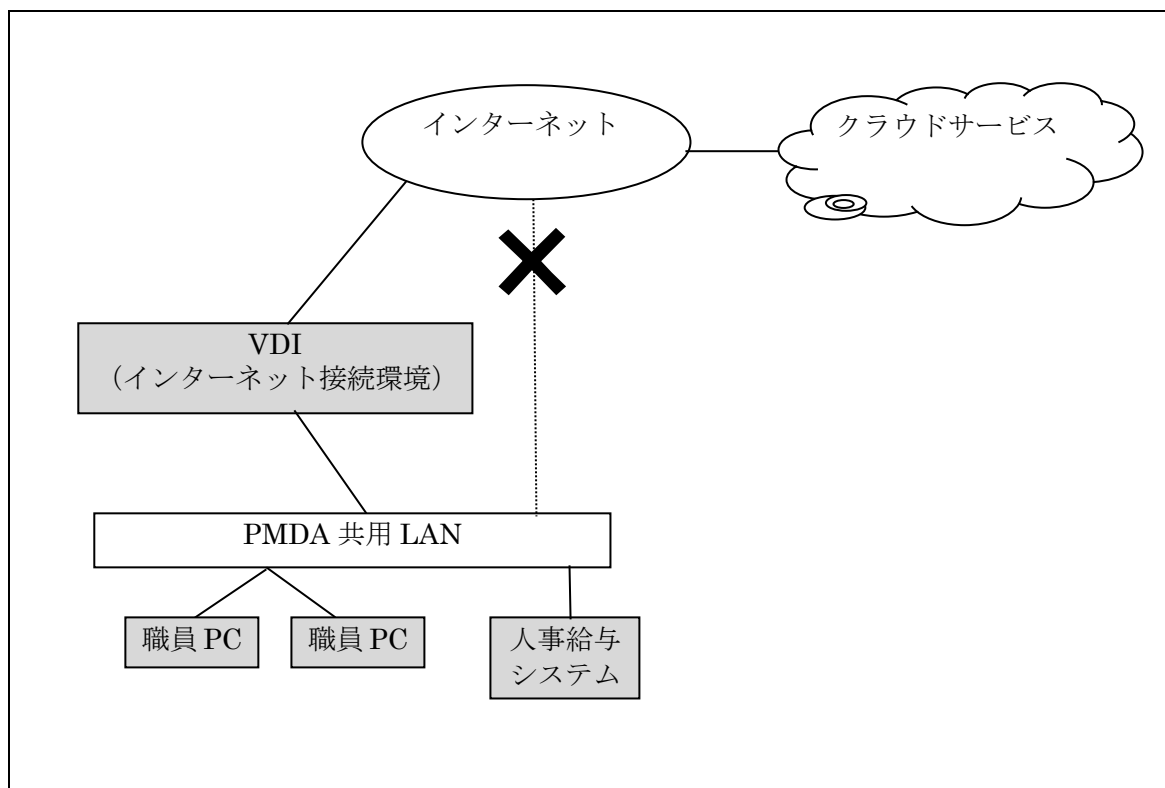 インターネット
クラウドサービス
VDI
（インターネット接続環境）
PMDA 共用 LAN
職員 PC
職員 PC
人事給与
システム